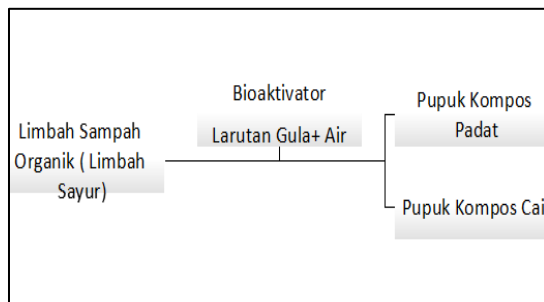 Bioaktivator
Larutan Gula+ Air
Limbah Sampah
Organik ( Limbah
Sayur)
Pupuk Kompos
Padat
Pupuk Kompos Cai